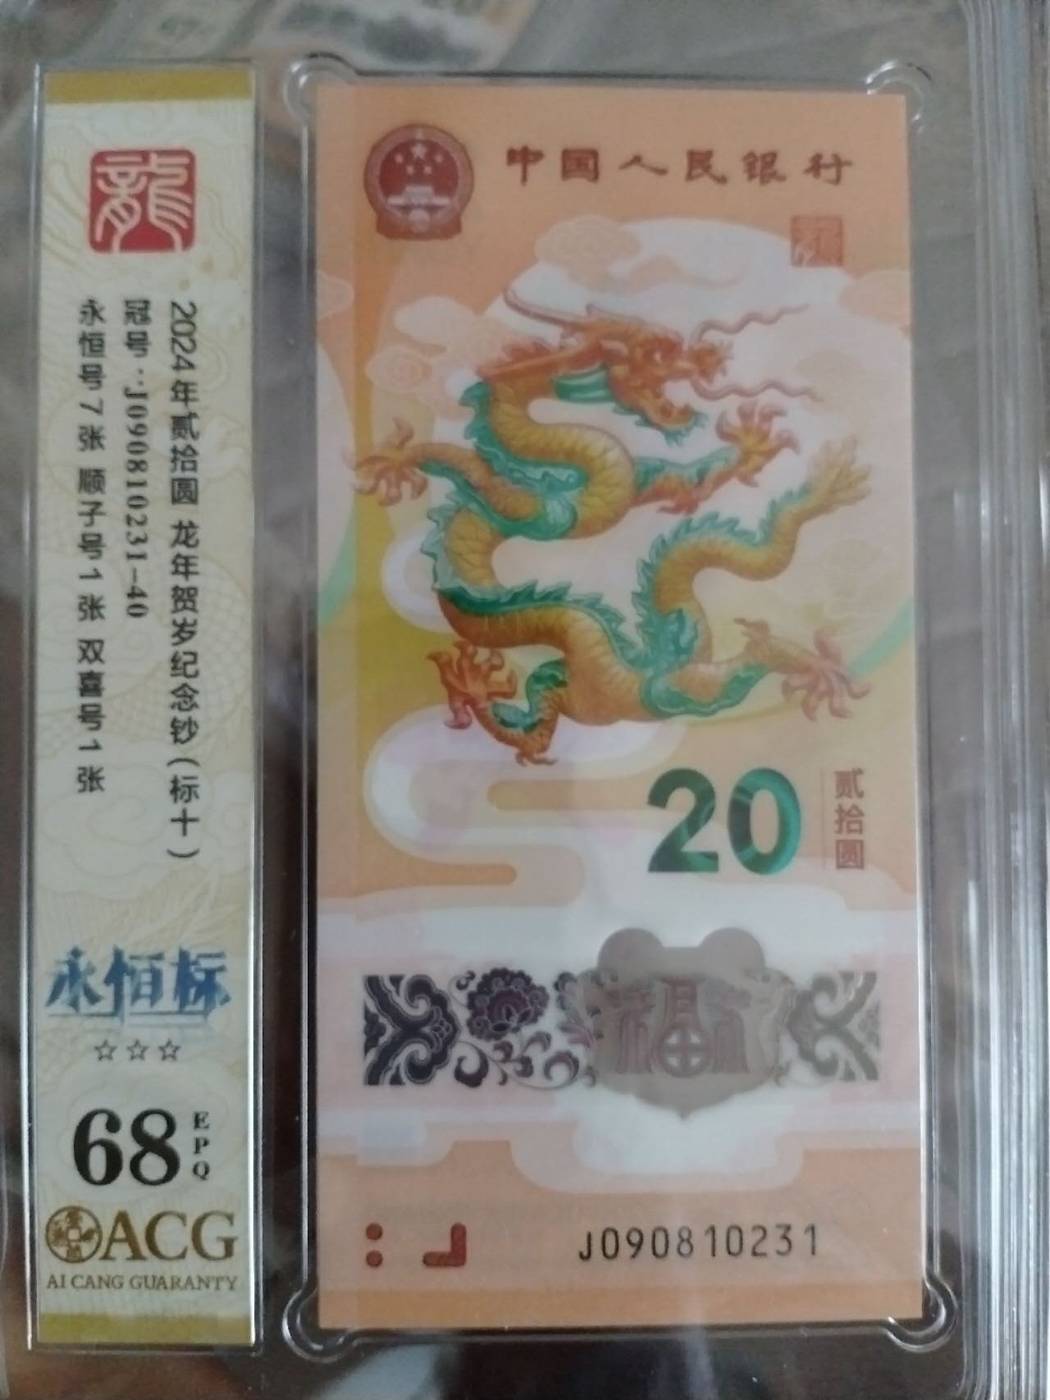 龍
2024年贰拾圆 龙年贺岁纪念钞(标十)
冠号:J090810231-40
永恒号7张 顺子号1张 双喜号1张
永恒标
☆☆☆
68 EPQ
ACG
AI CANG GUARANTY
中国人民银行
20
贰拾圆
福
J090810231